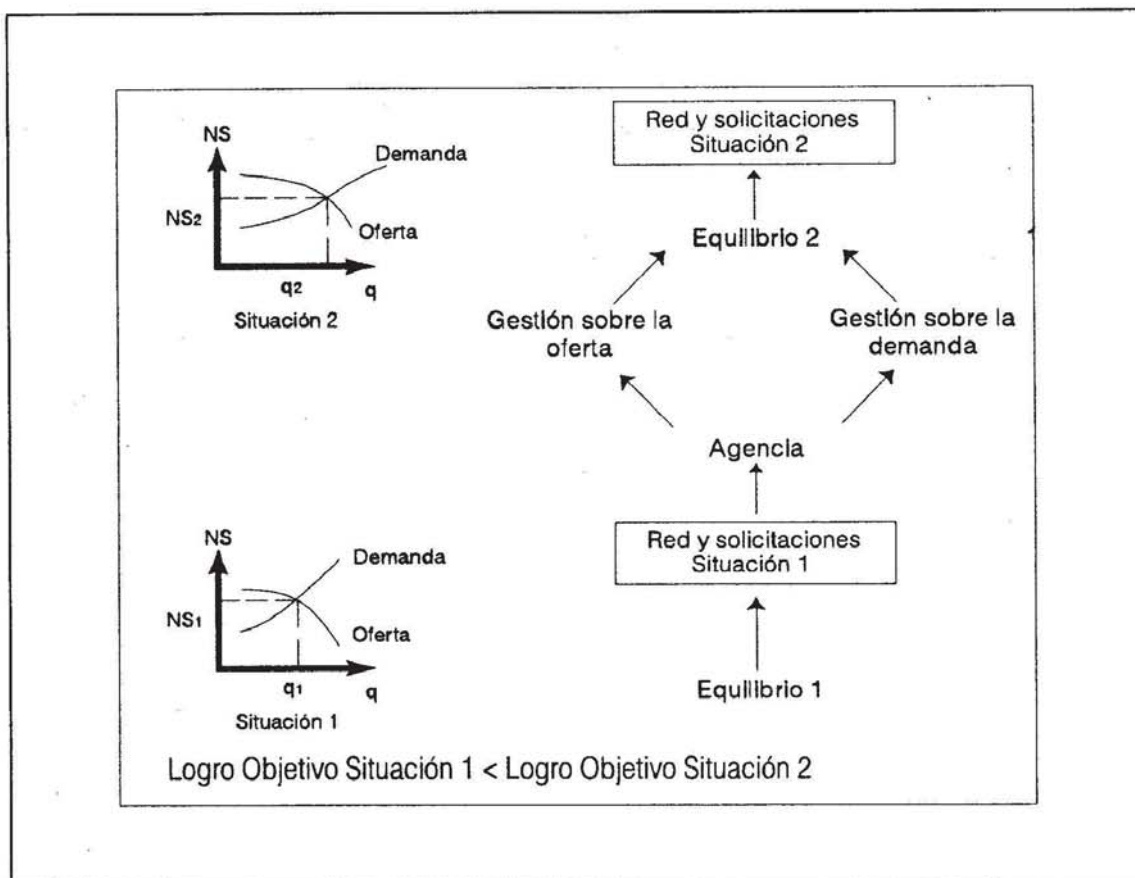 NS
Demanda
NS2
Oferta
q2
q
Situación 2
Red y solicitaciones
Situación 2
Equilibrio 2
Gestión sobre la
oferta
Gestión sobre la
demanda
Agencia
NS
Demanda
NS1
Oferta
q1
q
Situación 1
Red y solicitaciones
Situación 1
Equilibrio 1
Logro Objetivo Situación 1 < Logro Objetivo Situación 2